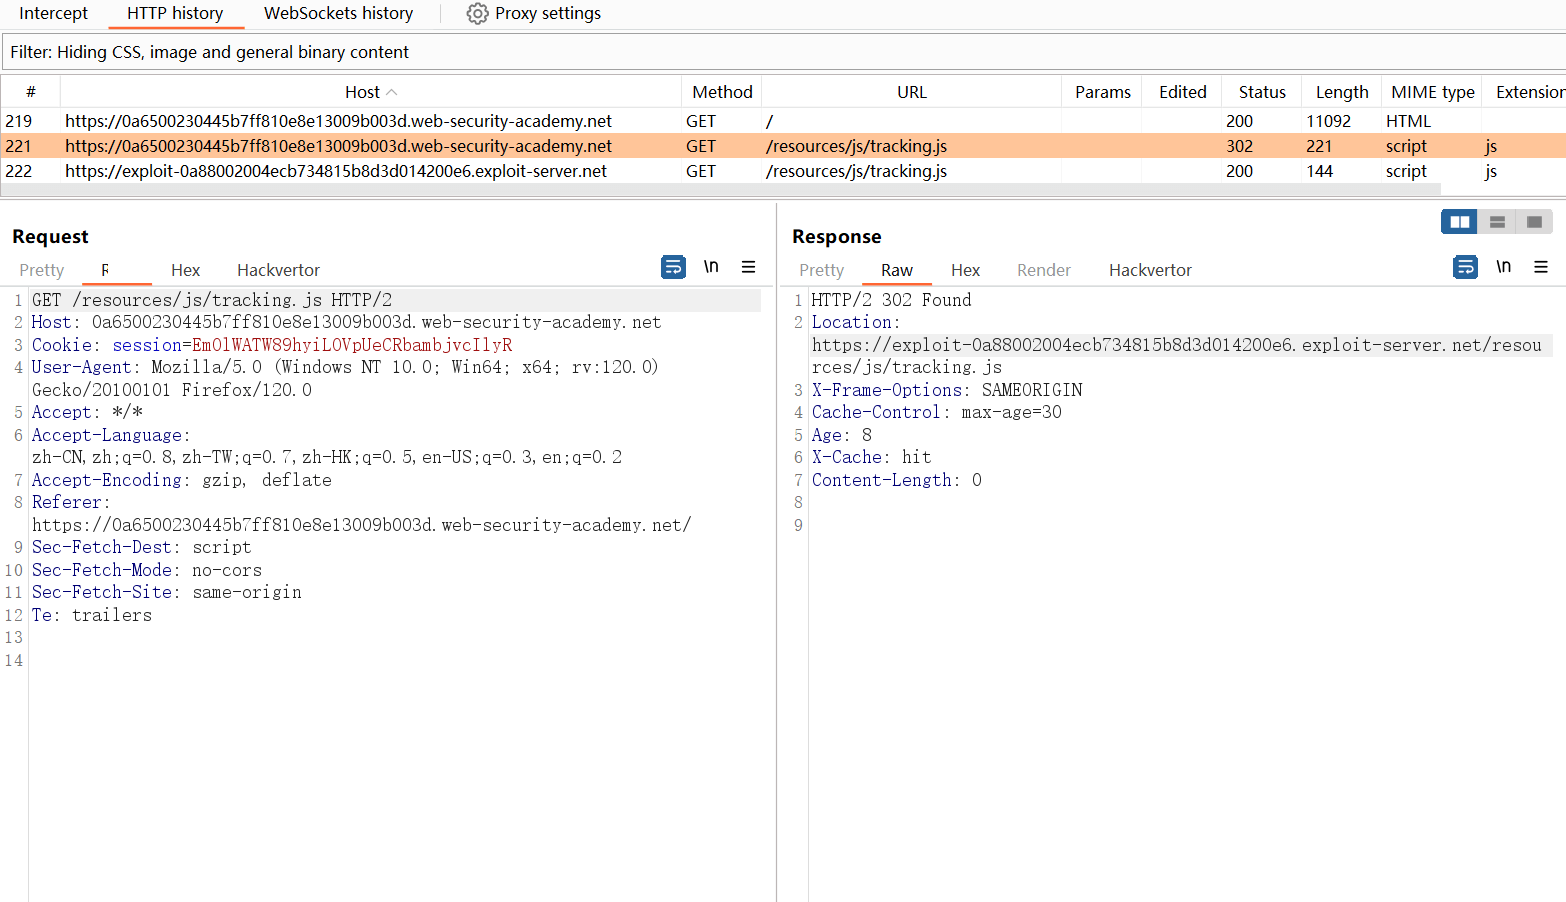 Intercept HTTP history WebSockets history Proxy settings
Filter: Hiding CSS, image and general binary content
# Host Method URL Params Edited Status Length MIME type Extension
219 https://0a6500230445b7ff810e8e13009b003d.web-security-academy.net GET / 200 11092 HTML
221 https://0a6500230445b7ff810e8e13009b003d.web-security-academy.net GET /resources/js/tracking.js 302 221 script js
222 https://exploit-0a88002004ecb734815b8d3d014200e6.exploit-server.net GET /resources/js/tracking.js 200 144 script js
Request
Pretty R Hex Hackvertor \n
1 GET /resources/js/tracking.js HTTP/2
2 Host: 0a6500230445b7ff810e8e13009b003d.web-security-academy.net
3 Cookie: session=EmOlWATW89hyiLOVpUeCRbambjvcIlyR
4 User-Agent: Mozilla/5.0 (Windows NT 10.0; Win64; x64; rv:120.0)
Gecko/20100101 Firefox/120.0
5 Accept: */*
6 Accept-Language:
zh-CN,zh;q=0.8,zh-TW;q=0.7,zh-HK;q=0.5,en-US;q=0.3,en;q=0.2
7 Accept-Encoding: gzip, deflate
8 Referer:
https://0a6500230445b7ff810e8e13009b003d.web-security-academy.net/
9 Sec-Fetch-Dest: script
10 Sec-Fetch-Mode: no-cors
11 Sec-Fetch-Site: same-origin
12 Te: trailers
13
14
Response
Pretty Raw Hex Render Hackvertor \n
1 HTTP/2 302 Found
2 Location:
https://exploit-0a88002004ecb734815b8d3d014200e6.exploit-server.net/resou
rces/js/tracking.js
3 X-Frame-Options: SAMEORIGIN
4 Cache-Control: max-age=30
5 Age: 8
6 X-Cache: hit
7 Content-Length: 0
8
9